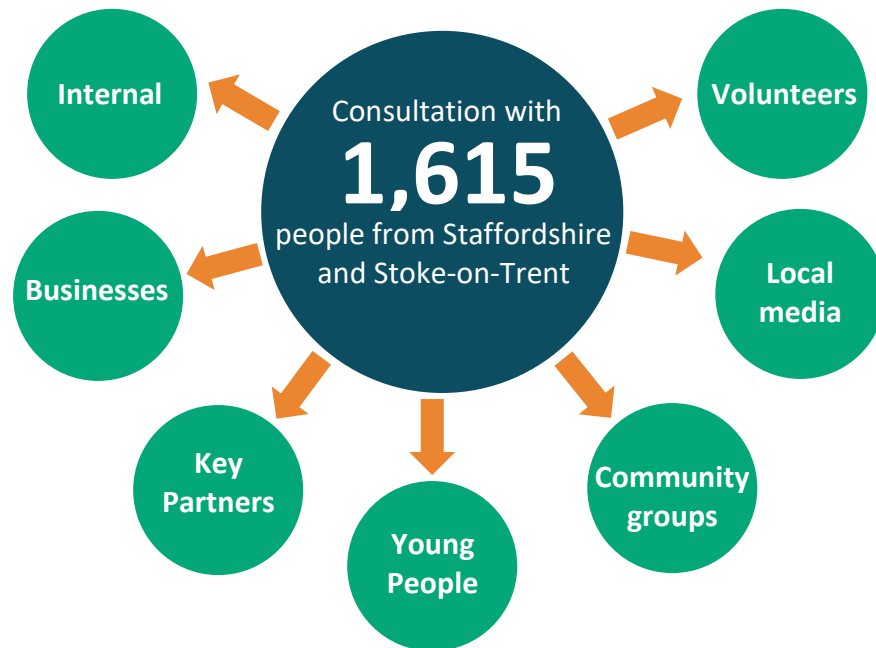 Consultation with
1,615
people from Staffordshire
and Stoke-on-Trent
Internal
Businesses
Key
Partners
Young
People
Community
groups
Local
media
Volunteers